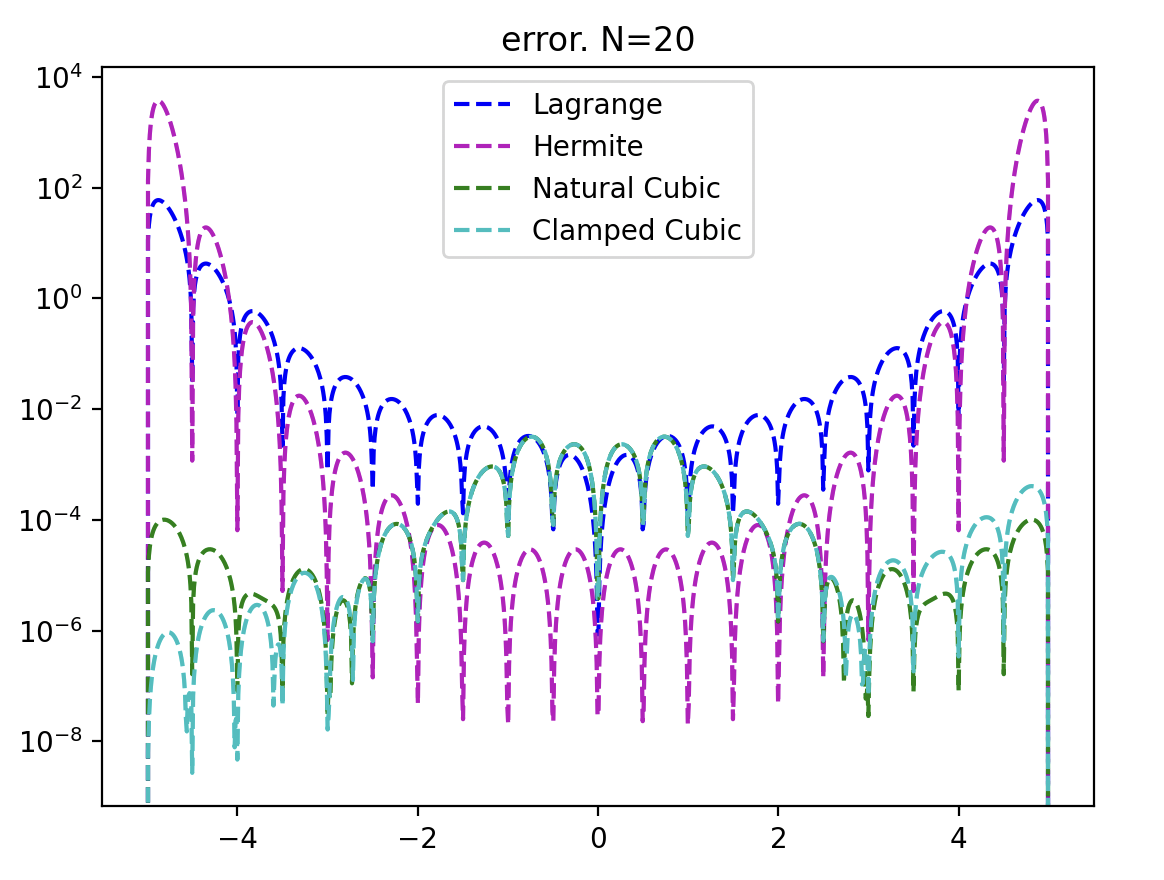 error. N=20
10^4
10^2
10^0
10^−2
10^−4
10^−6
10^−8
Lagrange
Hermite
Natural Cubic
Clamped Cubic
−4
−2
0
2
4